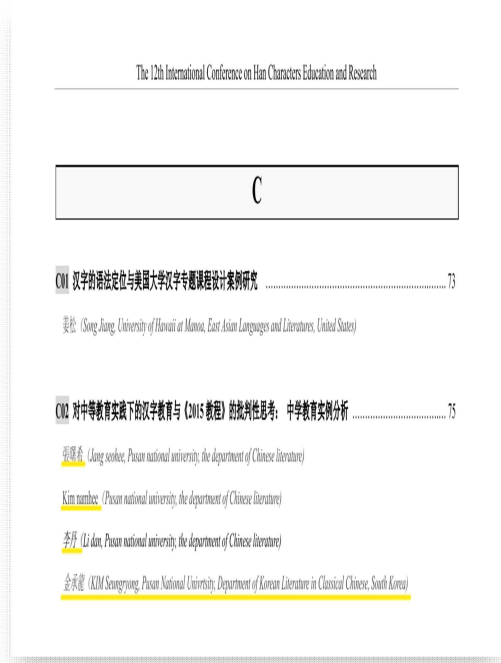 The 12th International Conference on Han Characters Education and Research
C
C01 汉字的语法定位与美国大学汉字专题课程设计案例研究 ........................................................................ 73
姜松 (Song Jiang, University of Hawaii at Manoa, East Asian Languages and Literatures, United States)
C02 对中等教育实践下的汉字教育与《2015 教程》的批判性思考： 中学教育实例分析 ..................................... 75
張曙希 (Jang seohee, Pusan national university, the department of Chinese literature)
Kim namhee (Pusan national university, the department of Chinese literature)
李丹 (Li dan, Pusan national university, the department of Chinese literature)
金承龍 (KIM Seungryong, Pusan National Univrtsity, Department of Korean Literature in Classical Chinese, South Korea)